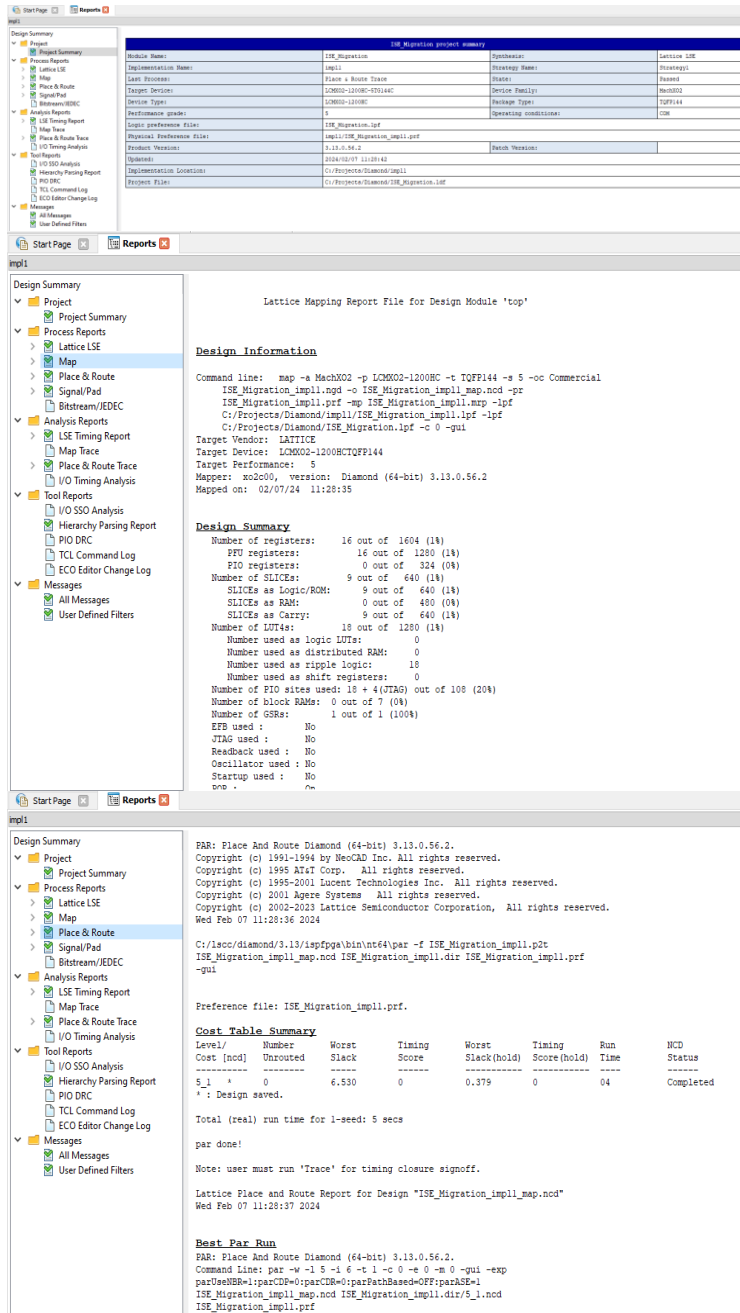 Start Page
Reports
impl1
Design Summary
Project
Project Summary
Process Reports
Lattice LSE
Map
Place & Route
Signal/Pad
Bitstream/JEDEC
Analysis Reports
LSE Timing Report
Map Trace
Place & Route Trace
I/O Timing Analysis
Tool Reports
I/O SSO Analysis
Hierarchy Parsing Report
PIO DRC
TCL Command Log
ECO Editor Change Log
Messages
All Messages
User Defined Filters
ISE_Migration project summary
Module Name: ISE_Migration Synthesis: Lattice LSE
Implementation Name: impl1 Strategy Name: Strategy1
Last Process: Place & Route Trace State: Passed
Target Device: LCMXO2-1200HC-5TG144C Device Family: MachXO2
Device Type: LCMXO2-1200HC Package Type: TQFP144
Performance grade: 5 Operating conditions: COM
Logic preference file: ISE_Migration.lpf
Physical Preference file: impl1/ISE_Migration_impl1.prf
Product Version: 3.13.0.56.2 Patch Version:
Updated: 2024/02/07 11:28:42
Implementation Location: C:/Projects/Diamond/impl1
Project File: C:/Projects/Diamond/ISE_Migration.ldf
Start Page
Reports
impl1
Design Summary
Project
Project Summary
Process Reports
Lattice LSE
Map
Place & Route
Signal/Pad
Bitstream/JEDEC
Analysis Reports
LSE Timing Report
Map Trace
Place & Route Trace
I/O Timing Analysis
Tool Reports
I/O SSO Analysis
Hierarchy Parsing Report
PIO DRC
TCL Command Log
ECO Editor Change Log
Messages
All Messages
User Defined Filters
Lattice Mapping Report File for Design Module 'top'
Design Information
Command line: map -a MachXO2 -p LCMXO2-1200HC -t TQFP144 -s 5 -oc Commercial
ISE_Migration_impl1.ngd -o ISE_Migration_impl1_map.ncd -pr
ISE_Migration_impl1.prf -mp ISE_Migration_impl1.mrp -lpf
C:/Projects/Diamond/impl1/ISE_Migration_impl1.lpf -lpf
C:/Projects/Diamond/ISE_Migration.lpf -c 0 -gui
Target Vendor: LATTICE
Target Device: LCMXO2-1200HCTQFP144
Target Performance: 5
Mapper: xo2c00, version: Diamond (64-bit) 3.13.0.56.2
Mapped on: 02/07/24 11:28:35
Design Summary
Number of registers: 16 out of 1604 (1%)
PFU registers: 16 out of 1280 (1%)
PIO registers: 0 out of 324 (0%)
Number of SLICEs: 9 out of 640 (1%)
SLICEs as Logic/ROM: 9 out of 640 (1%)
SLICEs as RAM: 0 out of 480 (0%)
SLICEs as Carry: 9 out of 640 (1%)
Number of LUT4s: 18 out of 1280 (1%)
Number used as logic LUTs: 0
Number used as distributed RAM: 0
Number used as ripple logic: 18
Number used as shift registers: 0
Number of PIO sites used: 18 + 4(JTAG) out of 108 (20%)
Number of block RAMs: 0 out of 7 (0%)
Number of GSRs: 1 out of 1 (100%)
EFB used : No
JTAG used : No
Readback used : No
Oscillator used : No
Startup used : No
POR : On
Start Page
Reports
impl1
Design Summary
Project
Project Summary
Process Reports
Lattice LSE
Map
Place & Route
Signal/Pad
Bitstream/JEDEC
Analysis Reports
LSE Timing Report
Map Trace
Place & Route Trace
I/O Timing Analysis
Tool Reports
I/O SSO Analysis
Hierarchy Parsing Report
PIO DRC
TCL Command Log
ECO Editor Change Log
Messages
All Messages
User Defined Filters
PAR: Place And Route Diamond (64-bit) 3.13.0.56.2.
Copyright (c) 1991-1994 by NeoCAD Inc. All rights reserved.
Copyright (c) 1995 AT&T Corp. All rights reserved.
Copyright (c) 1995-2001 Lucent Technologies Inc. All rights reserved.
Copyright (c) 2001 Agere Systems All rights reserved.
Copyright (c) 2002-2023 Lattice Semiconductor Corporation, All rights reserved.
Wed Feb 07 11:28:36 2024
C:/lscc/diamond/3.13/ispfpga\bin\nt64\par -f ISE_Migration_impl1.p2t
ISE_Migration_impl1_map.ncd ISE_Migration_impl1.dir ISE_Migration_impl1.prf
-gui
Preference file: ISE_Migration_impl1.prf.
Cost Table Summary
Level/ Number Worst Timing Worst Timing Run NCD
Cost [ncd] Unrouted Slack Score Slack(hold) Score(hold) Time Status
---------- -------- ----- ------ ----------- ----------- ---- ------
5_1 * 0 6.530 0 0.379 0 04 Completed
* : Design saved.
Total (real) run time for 1-seed: 5 secs
par done!
Note: user must run 'Trace' for timing closure signoff.
Lattice Place and Route Report for Design "ISE_Migration_impl1_map.ncd"
Wed Feb 07 11:28:37 2024
Best Par Run
PAR: Place And Route Diamond (64-bit) 3.13.0.56.2.
Command Line: par -w -l 5 -i 6 -t 1 -c 0 -e 0 -m 0 -gui -exp
parUseNBR=1:parCDP=0:parCDR=0:parPathBased=OFF:parASE=1
ISE_Migration_impl1_map.ncd ISE_Migration_impl1.dir/5_1.ncd
ISE_Migration_impl1.prf